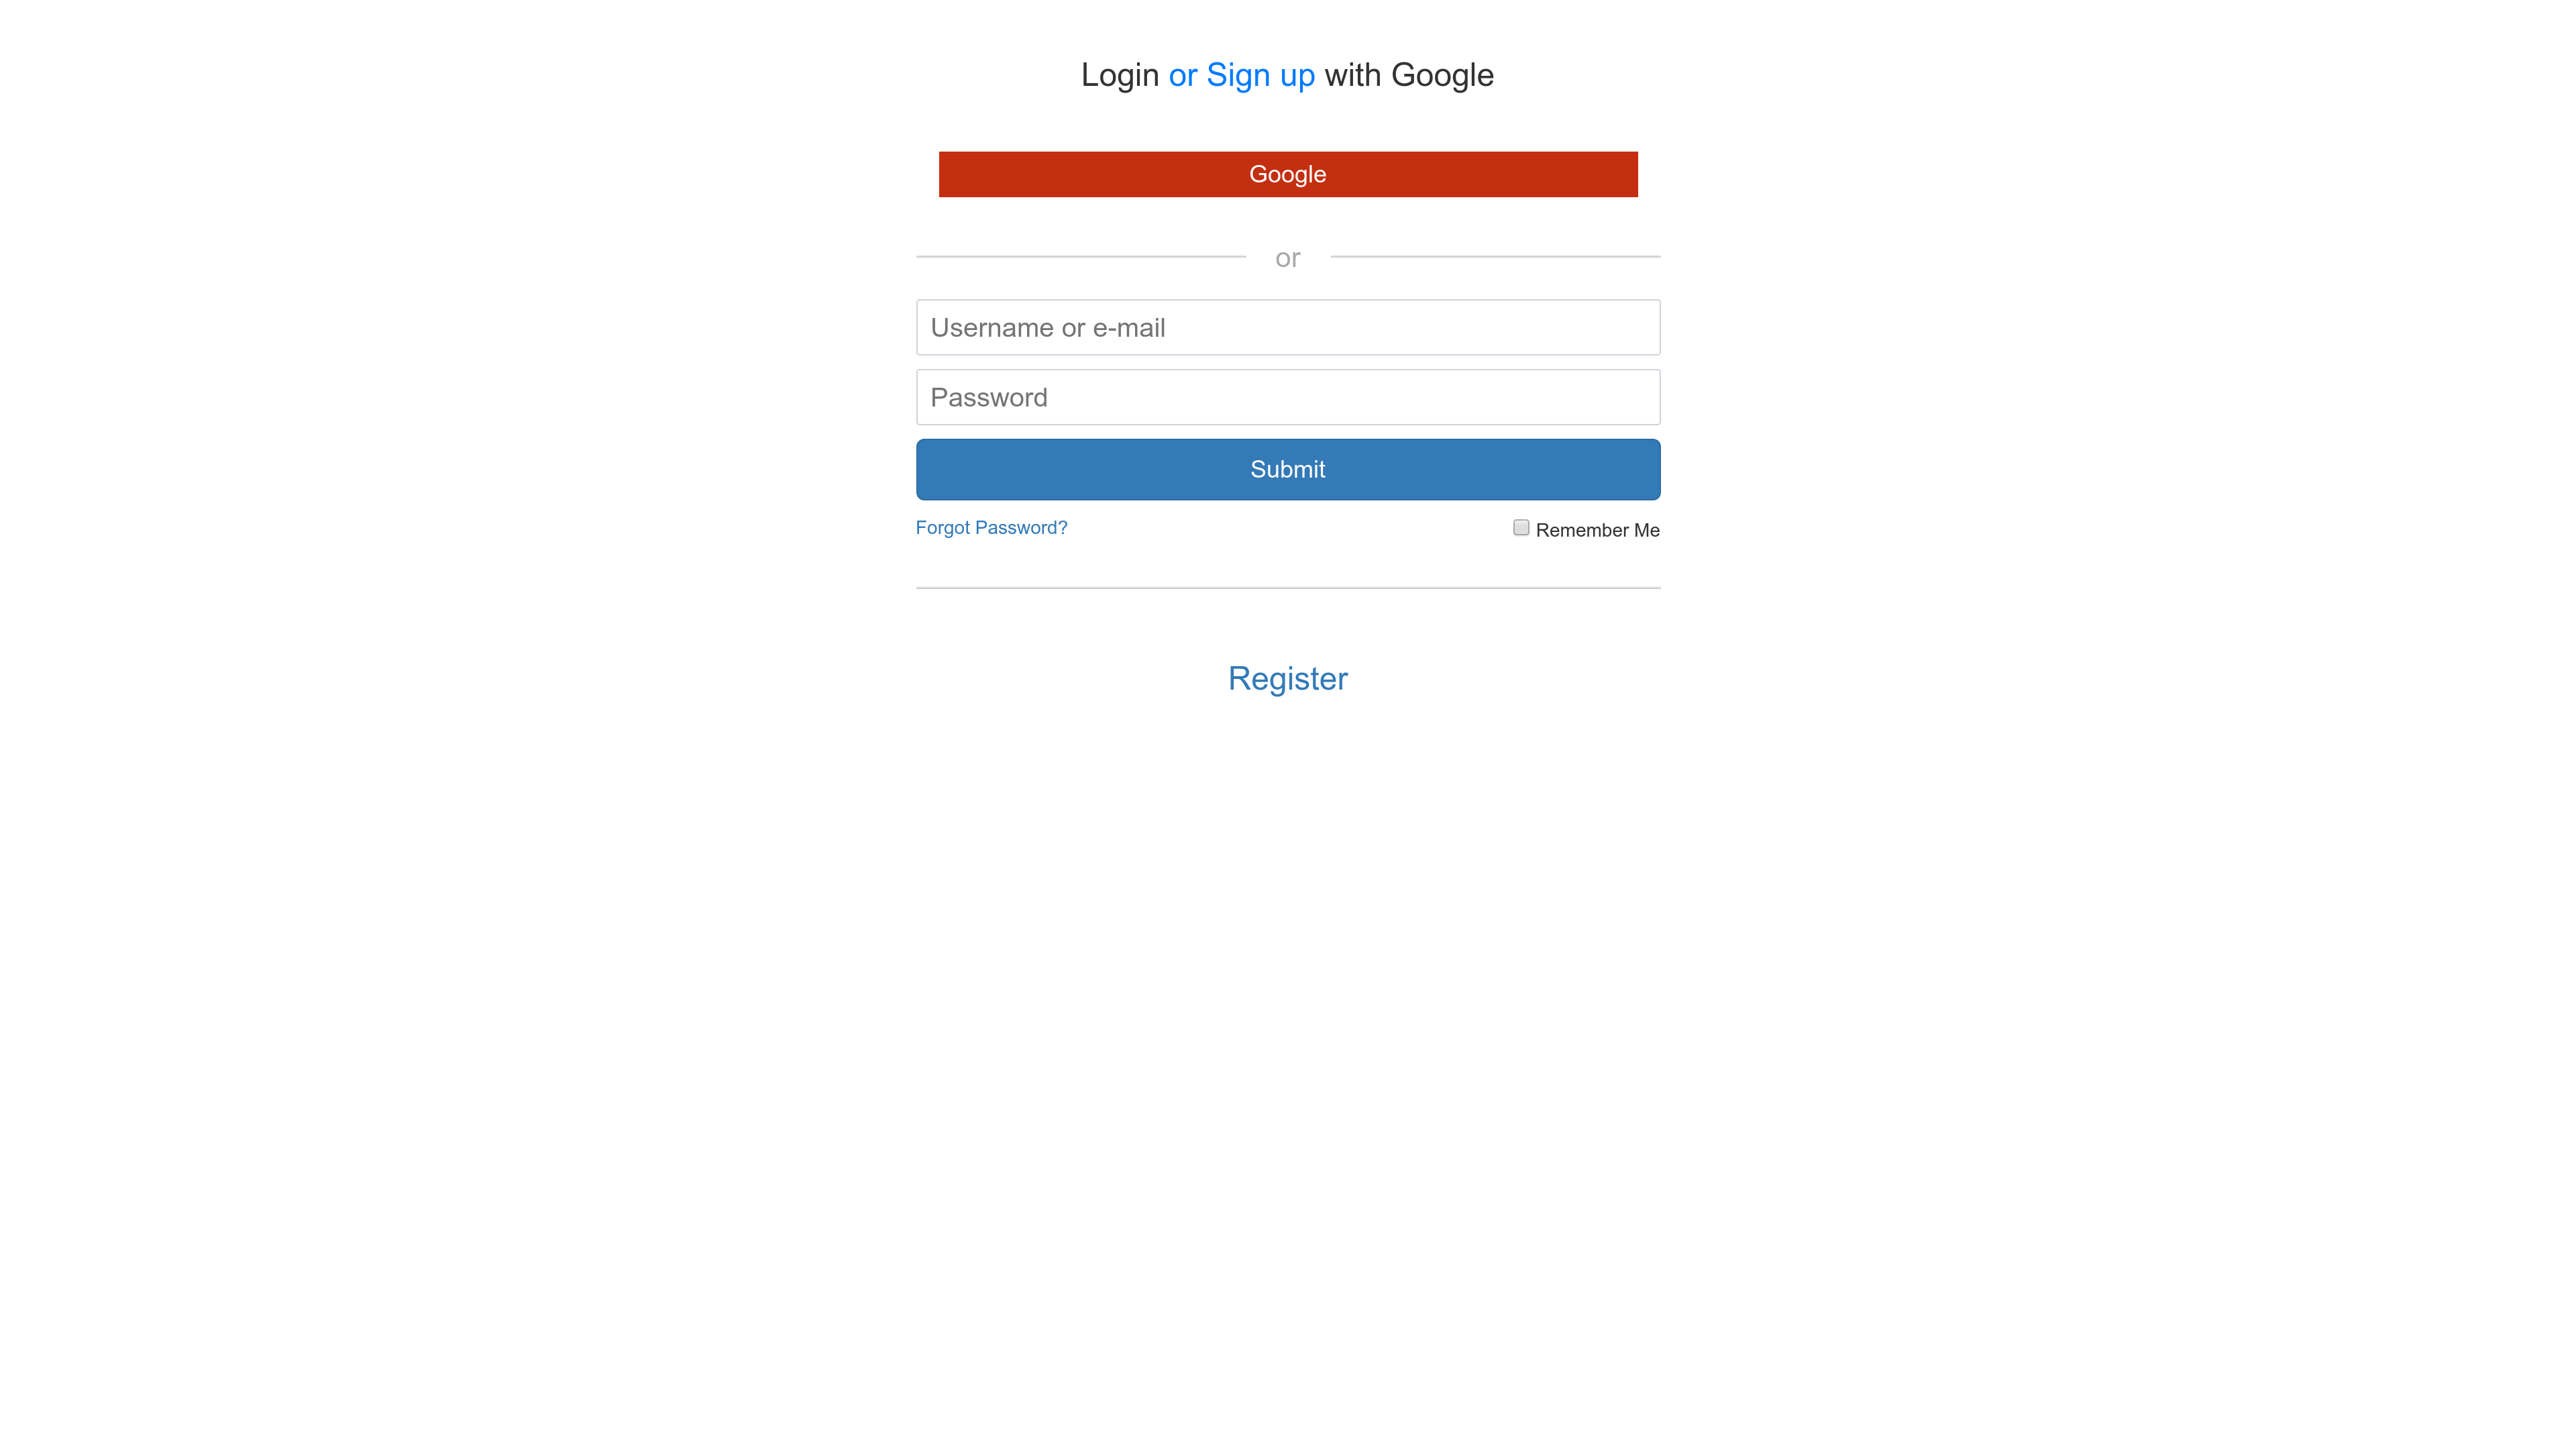 Login or Sign up with Google
Google
or
Username or e-mail
Password
Submit
Forgot Password?
Remember Me
Register